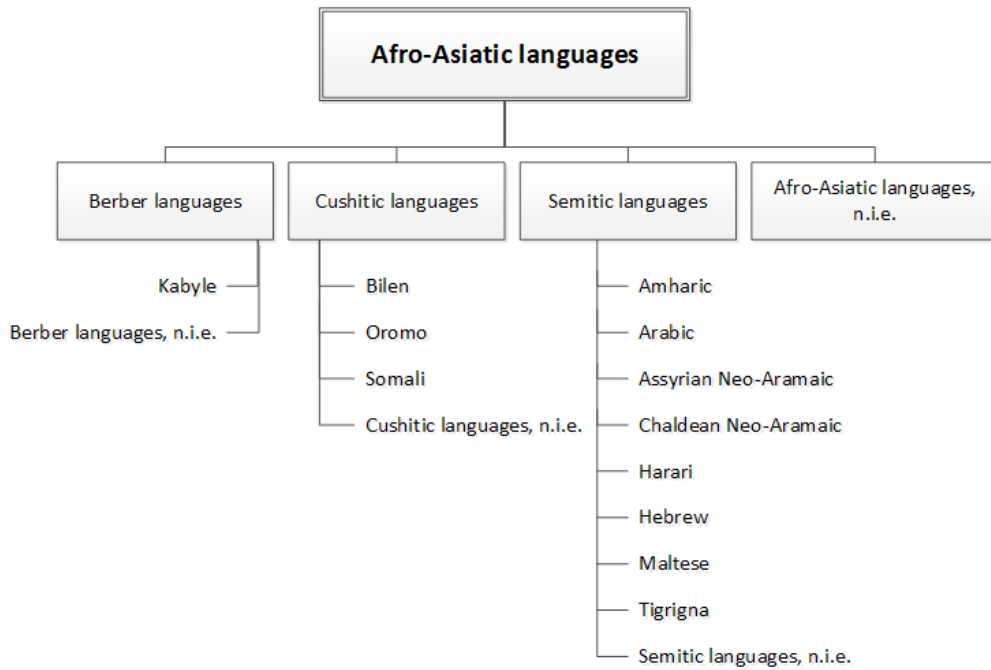 Afro-Asiatic languages
Berber languages
Cushitic languages
Semitic languages
Afro-Asiatic languages,
n.i.e.
Kabyle
Berber languages, n.i.e.
Bilen
Oromo
Somali
Cushitic languages, n.i.e.
Amharic
Arabic
Assyrian Neo-Aramaic
Chaldean Neo-Aramaic
Harari
Hebrew
Maltese
Tigrigna
Semitic languages, n.i.e.